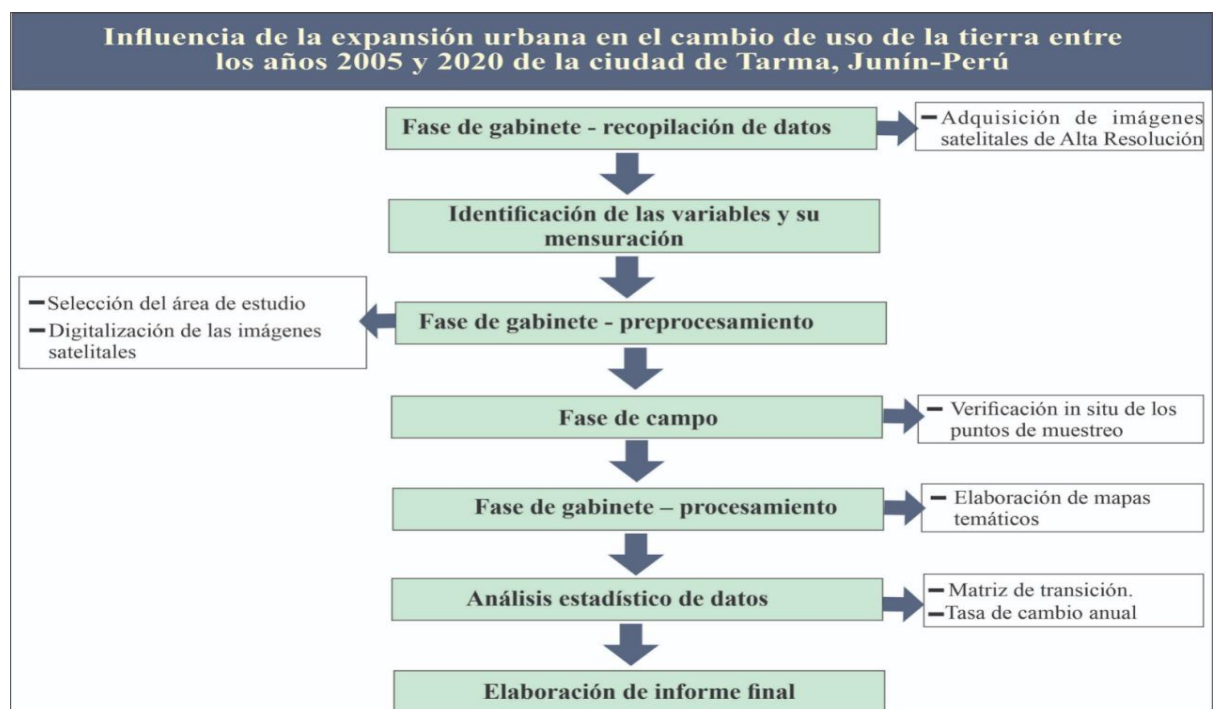 Influencia de la expansión urbana en el cambio de uso de la tierra entre
los años 2005 y 2020 de la ciudad de Tarma, Junín-Perú
Fase de gabinete - recopilación de datos
– Adquisición de imágenes
satelitales de Alta Resolución
Identificación de las variables y su
mensuración
– Selección del área de estudio
– Digitalización de las imágenes
satelitales
Fase de gabinete - preprocesamiento
Fase de campo
– Verificación in situ de los
puntos de muestreo
Fase de gabinete – procesamiento
– Elaboración de mapas
temáticos
Análisis estadístico de datos
– Matriz de transición.
– Tasa de cambio anual
Elaboración de informe final